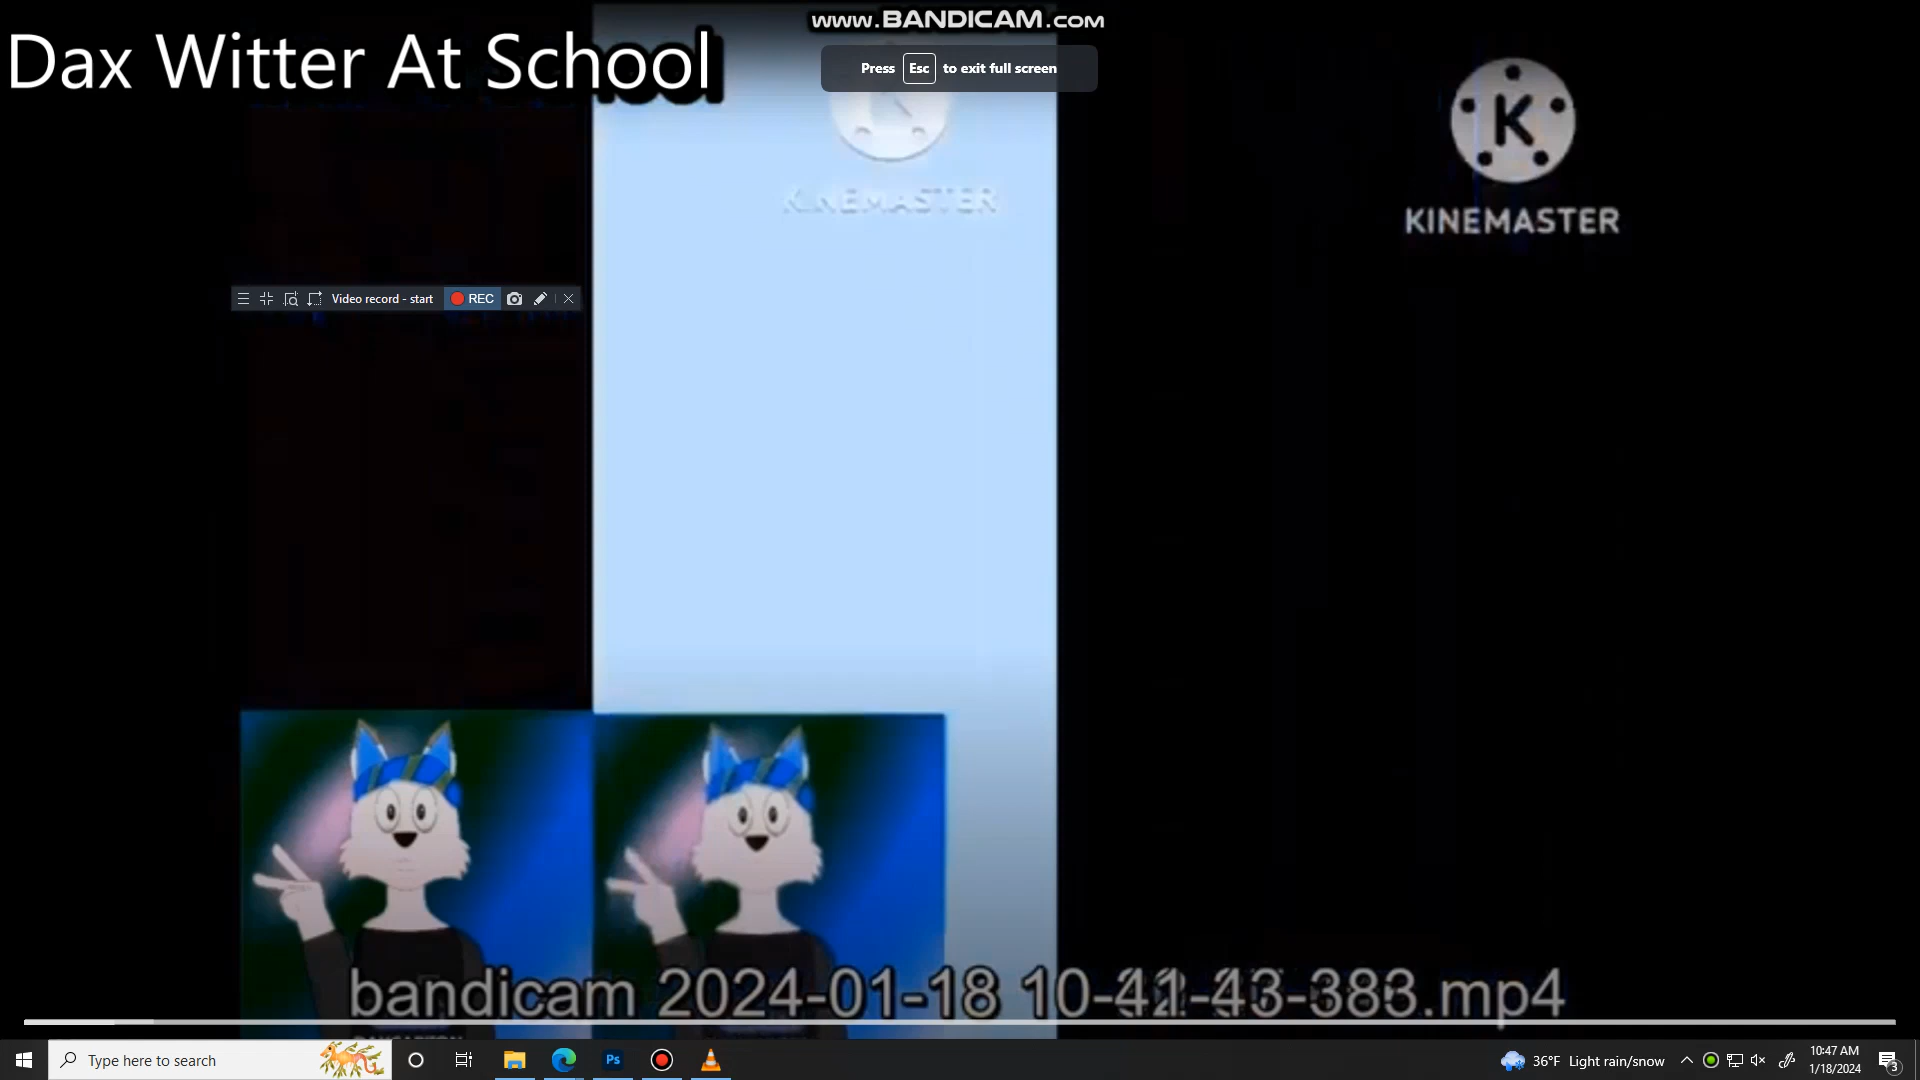 www.BANDICAM.com
Dax Witter At School
Press Esc to exit full screen
K
KINEMASTER
KINEMASTER
Video record - start
REC
bandicam 2024-01-18 10-43-383.mp4
Type here to search
Ps
36°F Light rain/snow
10:47 AM
1/18/2024
3